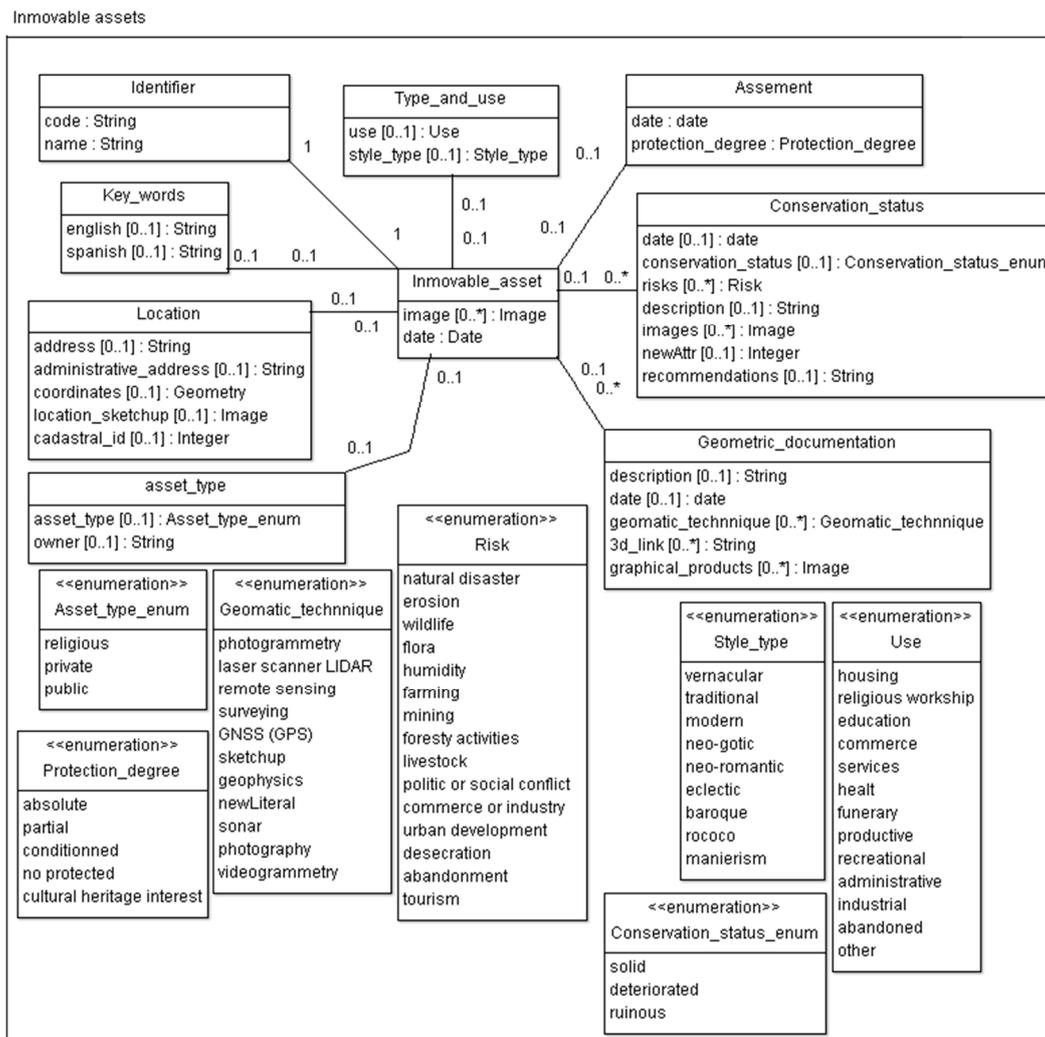 Inmovable assets
Identifier
code : String
name : String
1
1
Type_and_use
use [0..1] : Use
style_type [0..1] : Style_type
0..1
0..1
Assement
date : date
protection_degree : Protection_degree
0..1
0..1
Key_words
english [0..1] : String
spanish [0..1] : String
0..1
0..1
Conservation_status
date [0..1] : date
conservation_status [0..1] : Conservation_status_enum
risks [0..*] : Risk
description [0..1] : String
images [0..*] : Image
newAttr [0..1] : Integer
recommendations [0..1] : String
0..1
0..*
Inmovable_asset
image [0..*] : Image
date : Date
Location
address [0..1] : String
administrative_address [0..1] : String
coordinates [0..1] : Geometry
location_sketchup [0..1] : Image
cadastral_id [0..1] : Integer
0..1
0..1
0..1
0..*
0..1
0..1
Geometric_documentation
description [0..1] : String
date [0..1] : date
geomatic_technnique [0..*] : Geomatic_technnique
3d_link [0..*] : String
graphical_products [0..*] : Image
asset_type
asset_type [0..1] : Asset_type_enum
owner [0..1] : String
<<enumeration>>
Asset_type_enum
religious
private
public
<<enumeration>>
Geomatic_technnique
photogrammetry
laser scanner LIDAR
remote sensing
surveying
GNSS (GPS)
sketchup
geophysics
newLiteral
sonar
photography
videogrammetry
<<enumeration>>
Risk
natural disaster
erosion
wildlife
flora
humidity
farming
mining
foresty activities
livestock
politic or social conflict
commerce or industry
urban development
desecration
abandonment
tourism
<<enumeration>>
Style_type
vernacular
traditional
modern
neo-gotic
neo-romantic
eclectic
baroque
rococo
manierism
<<enumeration>>
Use
housing
religious workship
education
commerce
services
healt
funerary
productive
recreational
administrative
industrial
abandoned
other
<<enumeration>>
Protection_degree
absolute
partial
conditionned
no protected
cultural heritage interest
<<enumeration>>
Conservation_status_enum
solid
deteriorated
ruinous